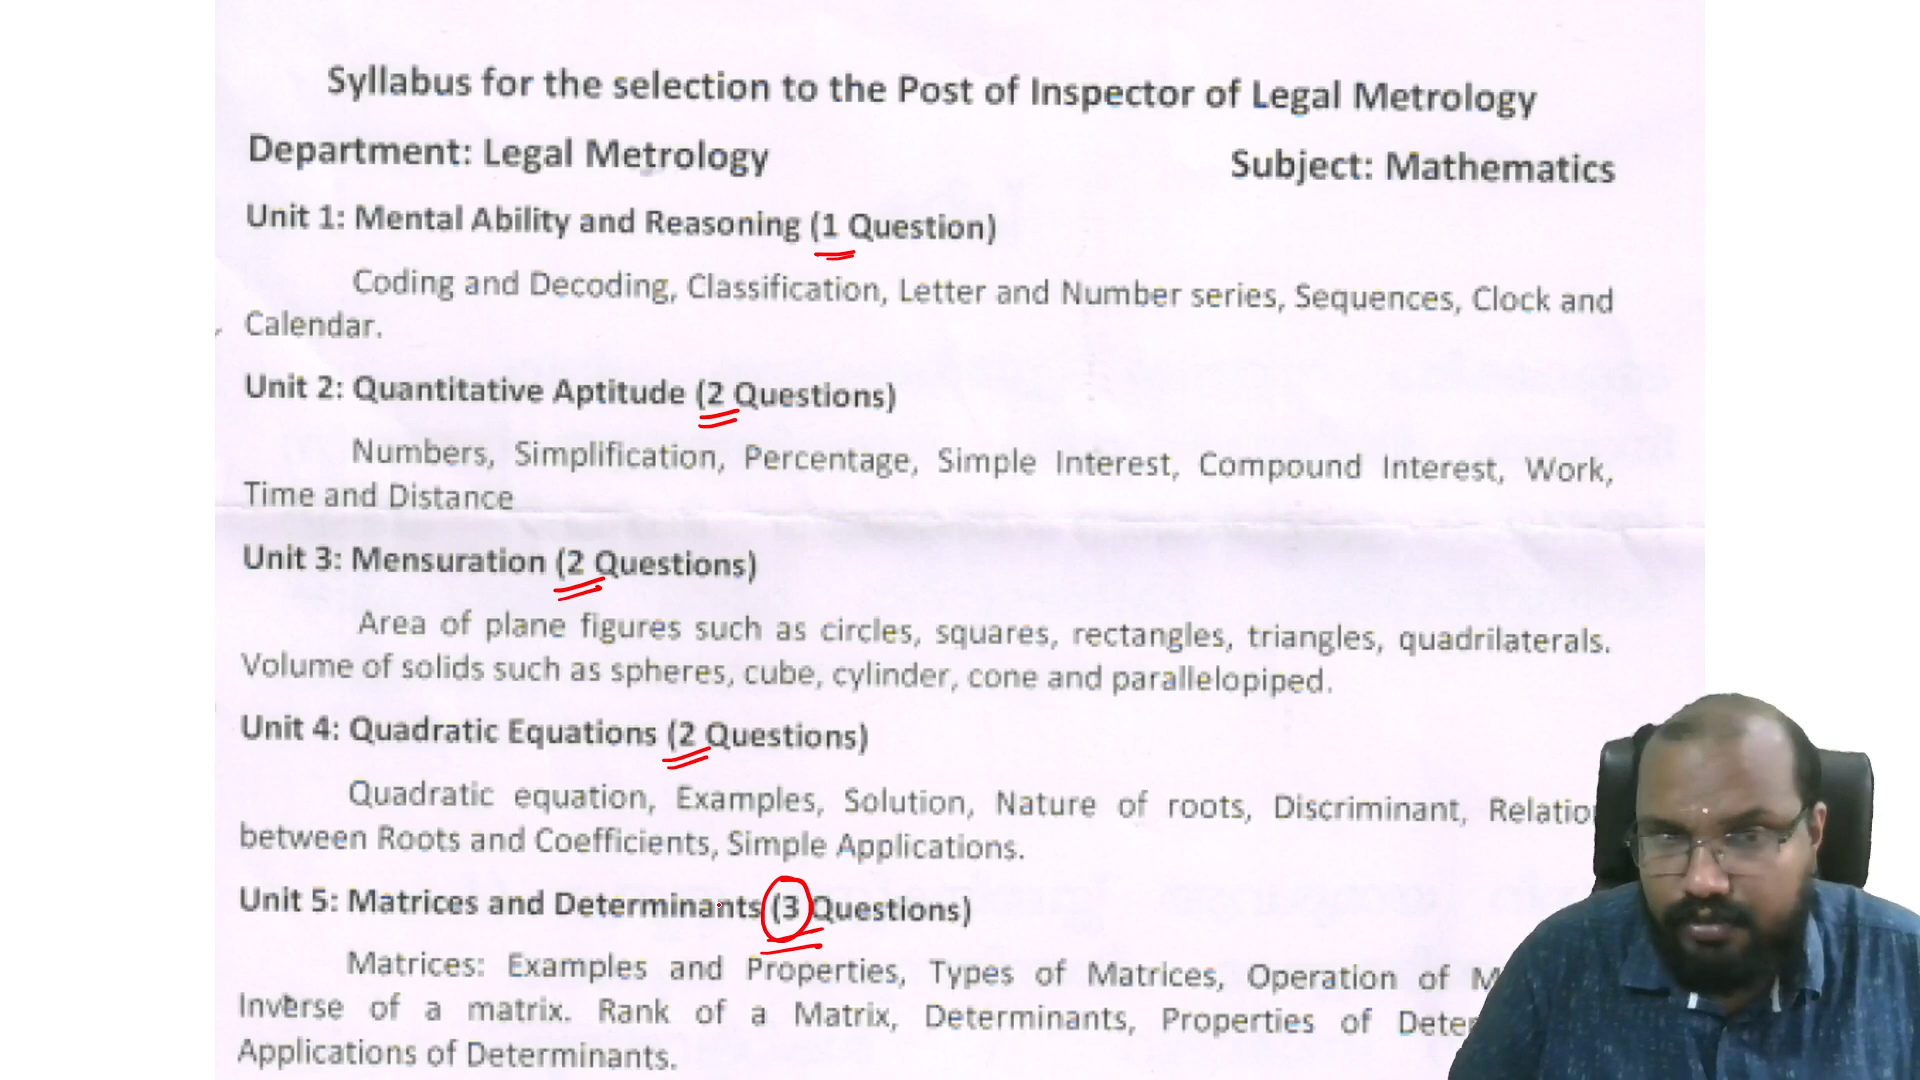 Syllabus for the selection to the Post of Inspector of Legal Metrology
Department: Legal Metrology Subject: Mathematics
Unit 1: Mental Ability and Reasoning (1 Question)
Coding and Decoding, Classification, Letter and Number series, Sequences, Clock and
Calendar.
Unit 2: Quantitative Aptitude (2 Questions)
Numbers, Simplification, Percentage, Simple Interest, Compound Interest, Work,
Time and Distance
Unit 3: Mensuration (2 Questions)
Area of plane figures such as circles, squares, rectangles, triangles, quadrilaterals.
Volume of solids such as spheres, cube, cylinder, cone and parallelopiped.
Unit 4: Quadratic Equations (2 Questions)
Quadratic equation, Examples, Solution, Nature of roots, Discriminant, Relatio
between Roots and Coefficients, Simple Applications.
Unit 5: Matrices and Determinants (3 Questions)
Matrices: Examples and Properties, Types of Matrices, Operation of M
Inverse of a matrix. Rank of a Matrix, Determinants, Properties of Deter
Applications of Determinants.